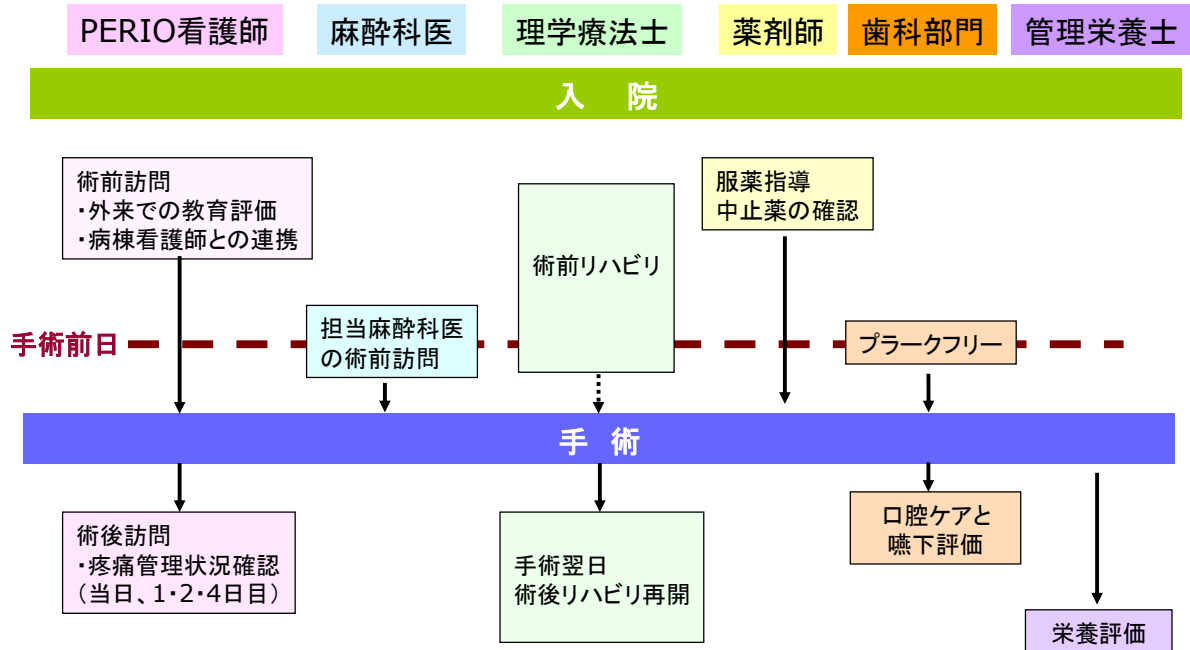 PERIO看護師
麻酔科医
理学療法士
薬剤師
歯科部門
管理栄養士
入 院
術前訪問
・外来での教育評価
・病棟看護師との連携
術前リハビリ
服薬指導
中止薬の確認
手術前日
担当麻酔科医
の術前訪問
プラークフリー
手 術
術後訪問
・疼痛管理状況確認
（当日、1・2・4日目）
手術翌日
術後リハビリ再開
口腔ケアと
嚥下評価
栄養評価